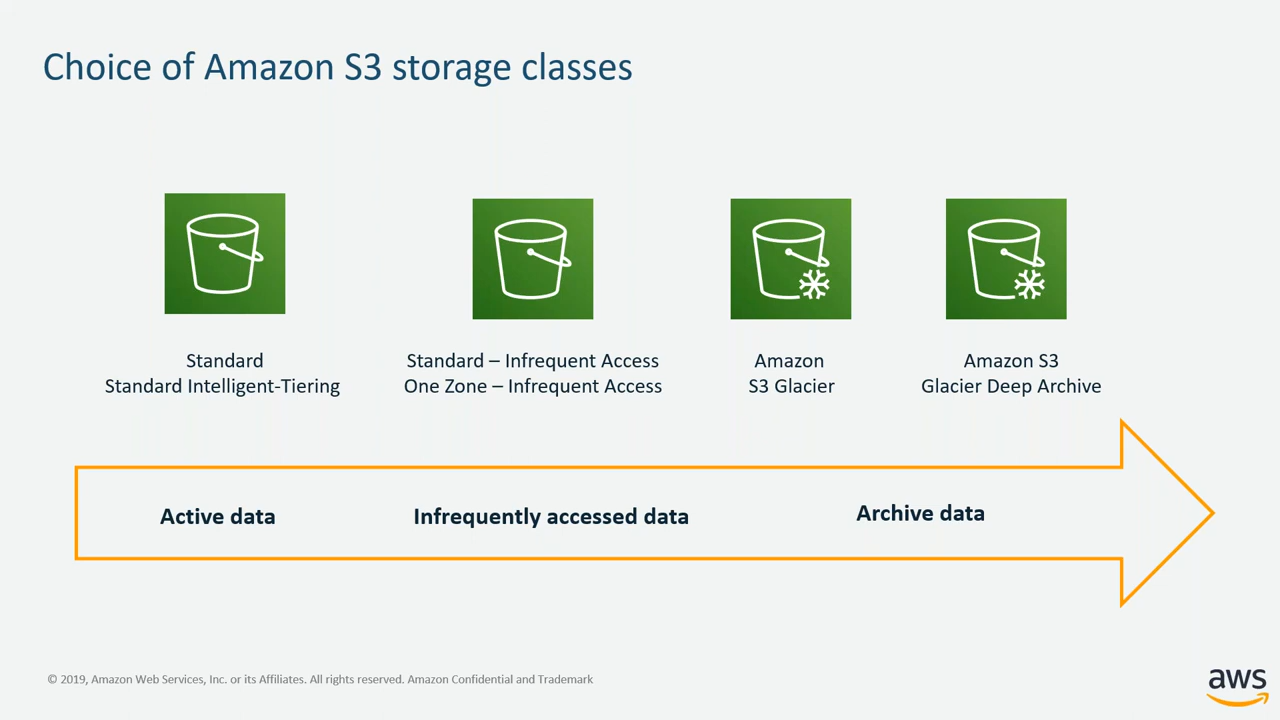 Choice of Amazon S3 storage classes
Standard
Standard Intelligent-Tiering
Standard – Infrequent Access
One Zone – Infrequent Access
Amazon
S3 Glacier
Amazon S3
Glacier Deep Archive
Active data
Infrequently accessed data
Archive data
© 2019, Amazon Web Services, Inc. or its Affiliates. All rights reserved. Amazon Confidential and Trademark
aws